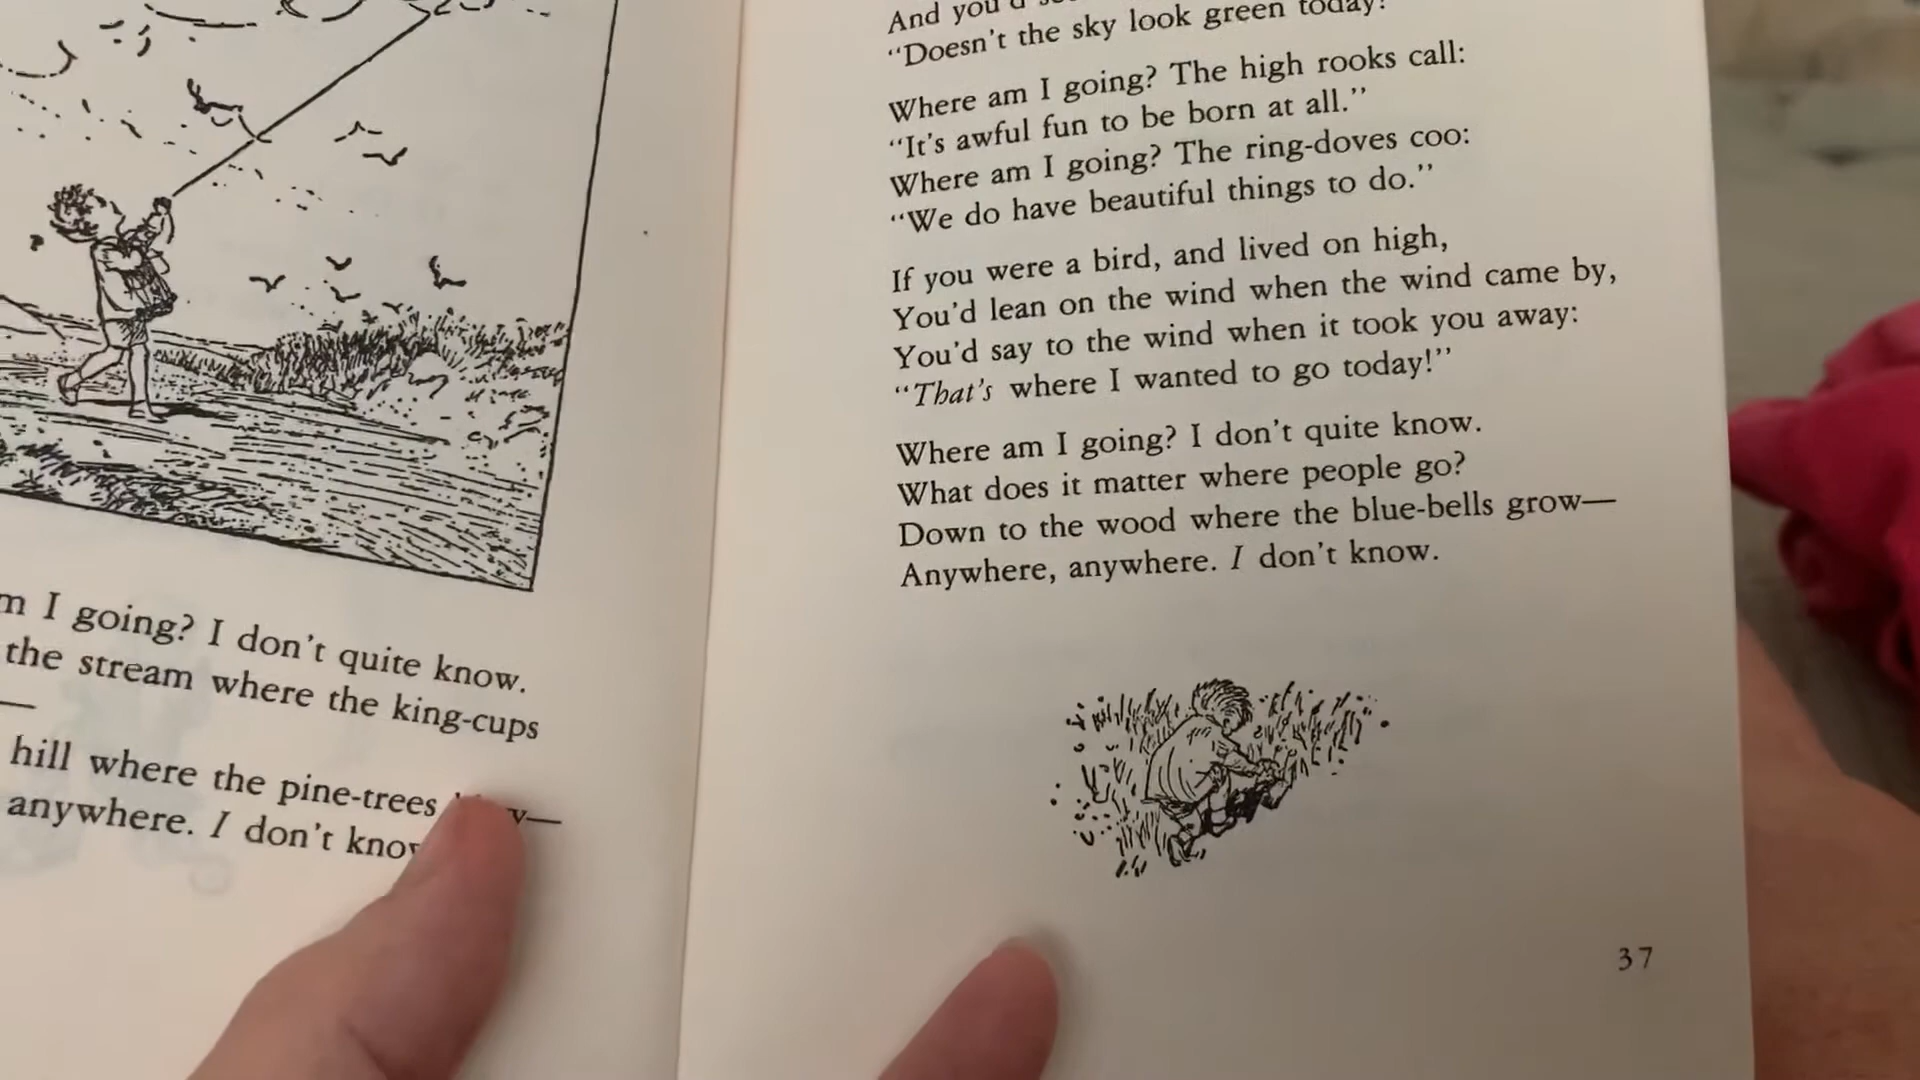 m I going? I don't quite know.
the stream where the king-cups
—
hill where the pine-trees
anywhere. I don't
And you'd
“Doesn't the sky look green today?
Where am I going? The high rooks call:
“It's awful fun to be born at all.”
Where am I going? The ring-doves coo:
“We do have beautiful things to do.”
If you were a bird, and lived on high,
You'd lean on the wind when the wind came by,
You'd say to the wind when it took you away:
“That's where I wanted to go today!”
Where am I going? I don't quite know.
What does it matter where people go?
Down to the wood where the blue-bells grow—
Anywhere, anywhere. I don't know.
37